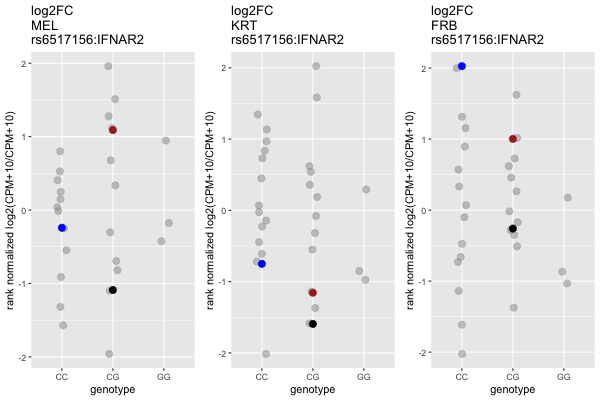 log2FC
MEL
rs6517156:IFNAR2
rank normalized log2(CPM+10/CPM+10)
2
1
0
-1
-2
CC
CG
GG
genotype
log2FC
KRT
rs6517156:IFNAR2
rank normalized log2(CPM+10/CPM+10)
2
1
0
-1
-2
CC
CG
GG
genotype
log2FC
FRB
rs6517156:IFNAR2
rank normalized log2(CPM+10/CPM+10)
2
1
0
-1
-2
CC
CG
GG
genotype